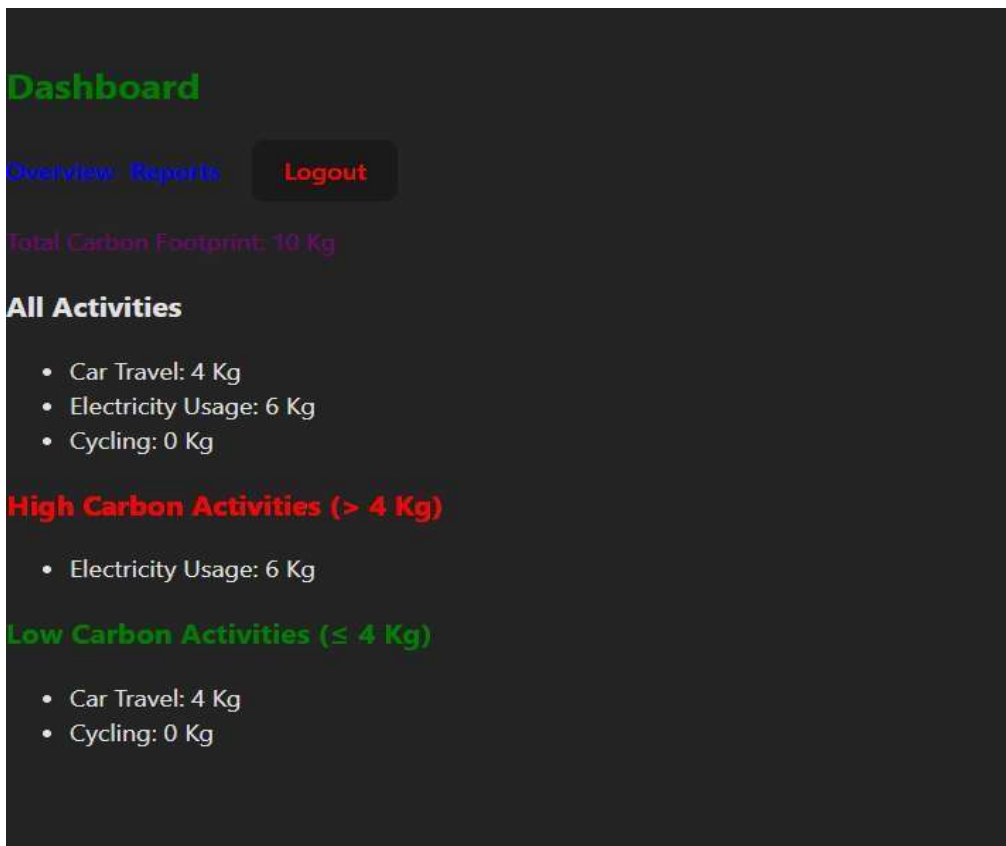 Dashboard
Overview Reports Logout
Total Carbon Footprint: 10 Kg
All Activities
• Car Travel: 4 Kg
• Electricity Usage: 6 Kg
• Cycling: 0 Kg
High Carbon Activities (> 4 Kg)
• Electricity Usage: 6 Kg
Low Carbon Activities (≤ 4 Kg)
• Car Travel: 4 Kg
• Cycling: 0 Kg